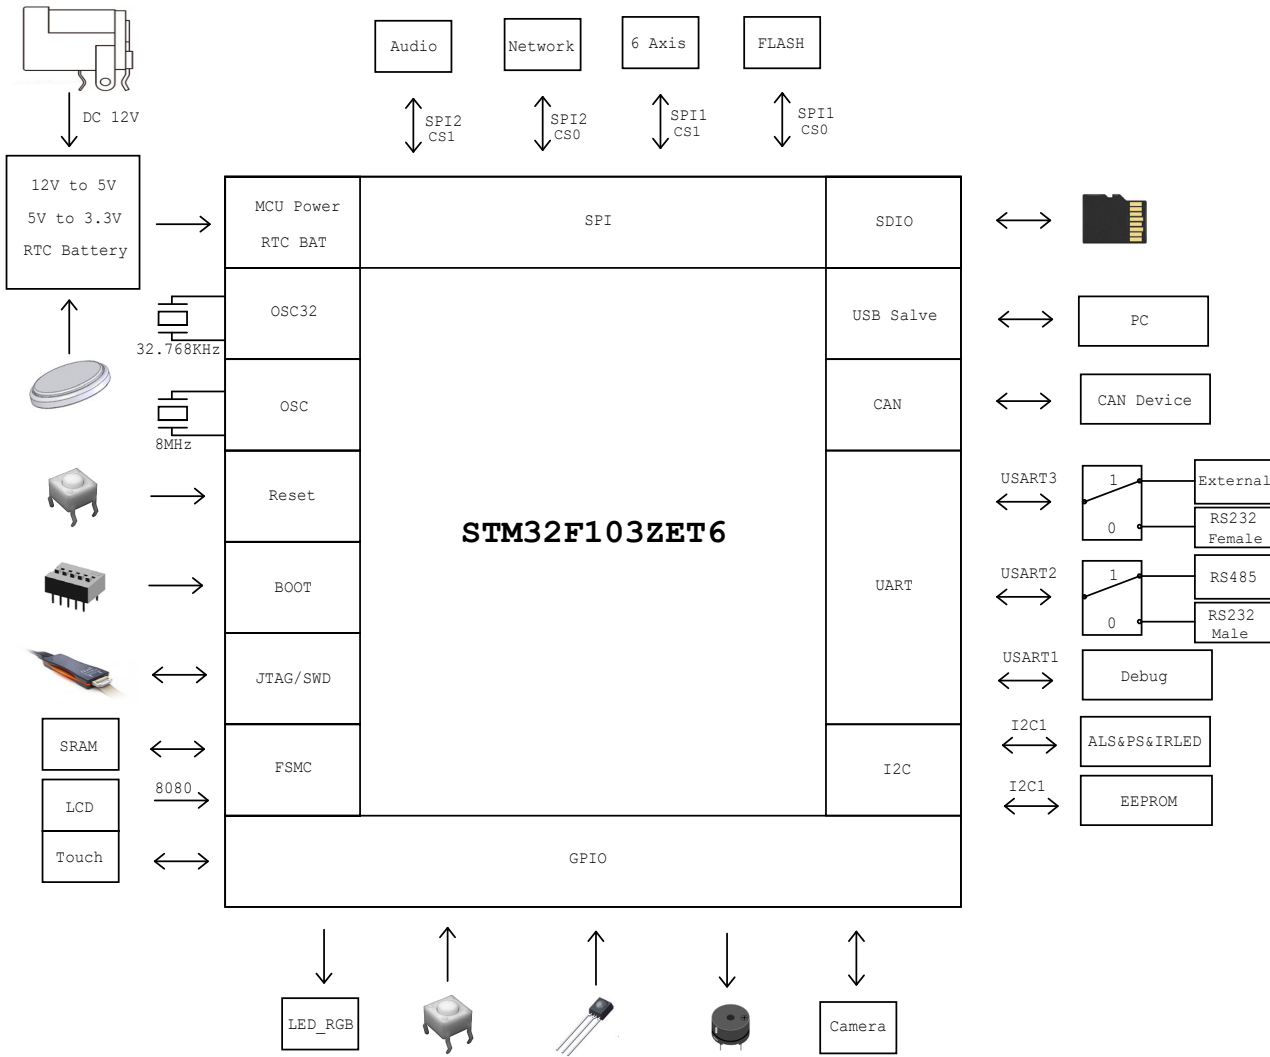 Audio
Network
6 Axis
FLASH
DC 12V
SPI2
CS1
SPI2
CS0
SPI1
CS1
SPI1
CS0
12V to 5V
5V to 3.3V
RTC Battery
MCU Power
RTC BAT
SPI
SDIO
OSC32
32.768KHz
USB Salve
PC
OSC
8MHz
CAN
CAN Device
Reset
USART3
1
0
External
RS232
Female
STM32F103ZET6
BOOT
UART
USART2
1
0
RS485
RS232
Male
JTAG/SWD
USART1
Debug
SRAM
FSMC
I2C
I2C1
ALS&PS&IRLED
LCD
8080
I2C1
EEPROM
Touch
GPIO
LED_RGB
Camera